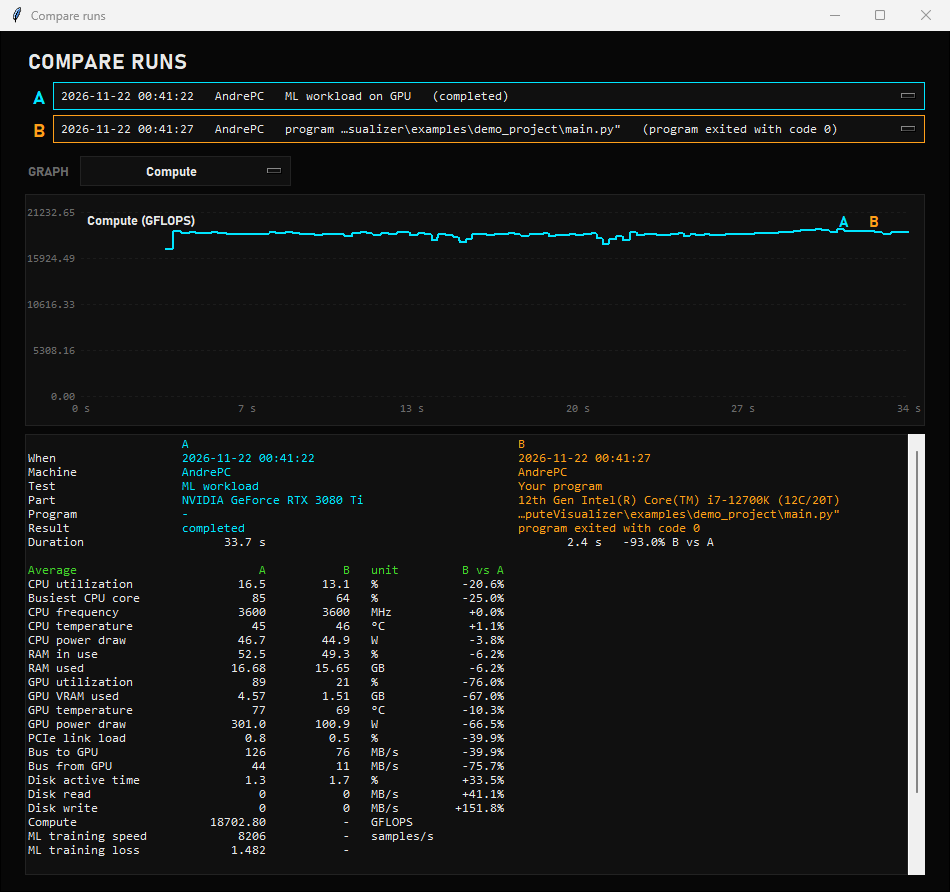 Compare runs
COMPARE RUNS
A 2026-11-22 00:41:22 AndrePC ML workload on GPU (completed)
B 2026-11-22 00:41:27 AndrePC program …sualizer\examples\demo_project\main.py" (program exited with code 0)
GRAPH Compute
Compute (GFLOPS)
A B
21232.65
15924.49
10616.33
5308.16
0.00
0 s 7 s 13 s 20 s 27 s 34 s
A B
When 2026-11-22 00:41:22 2026-11-22 00:41:27
Machine AndrePC AndrePC
Test ML workload Your program
Part NVIDIA GeForce RTX 3080 Ti 12th Gen Intel(R) Core(TM) i7-12700K (12C/20T)
Program - …puteVisualizer\examples\demo_project\main.py"
Result completed program exited with code 0
Duration 33.7 s 2.4 s -93.0% B vs A
Average A B unit B vs A
CPU utilization 16.5 13.1 % -20.6%
Busiest CPU core 85 64 % -25.0%
CPU frequency 3600 3600 MHz +0.0%
CPU temperature 45 46 °C +1.1%
CPU power draw 46.7 44.9 W -3.8%
RAM in use 52.5 49.3 % -6.2%
RAM used 16.68 15.65 GB -6.2%
GPU utilization 89 21 % -76.0%
GPU VRAM used 4.57 1.51 GB -67.0%
GPU temperature 77 69 °C -10.3%
GPU power draw 301.0 100.9 W -66.5%
PCIe link load 0.8 0.5 % -39.9%
Bus to GPU 126 76 MB/s -39.9%
Bus from GPU 44 11 MB/s -75.7%
Disk active time 1.3 1.7 % +33.5%
Disk read 0 0 MB/s +41.1%
Disk write 0 0 MB/s +151.8%
Compute 18702.80 - GFLOPS
ML training speed 8206 - samples/s
ML training loss 1.482 -